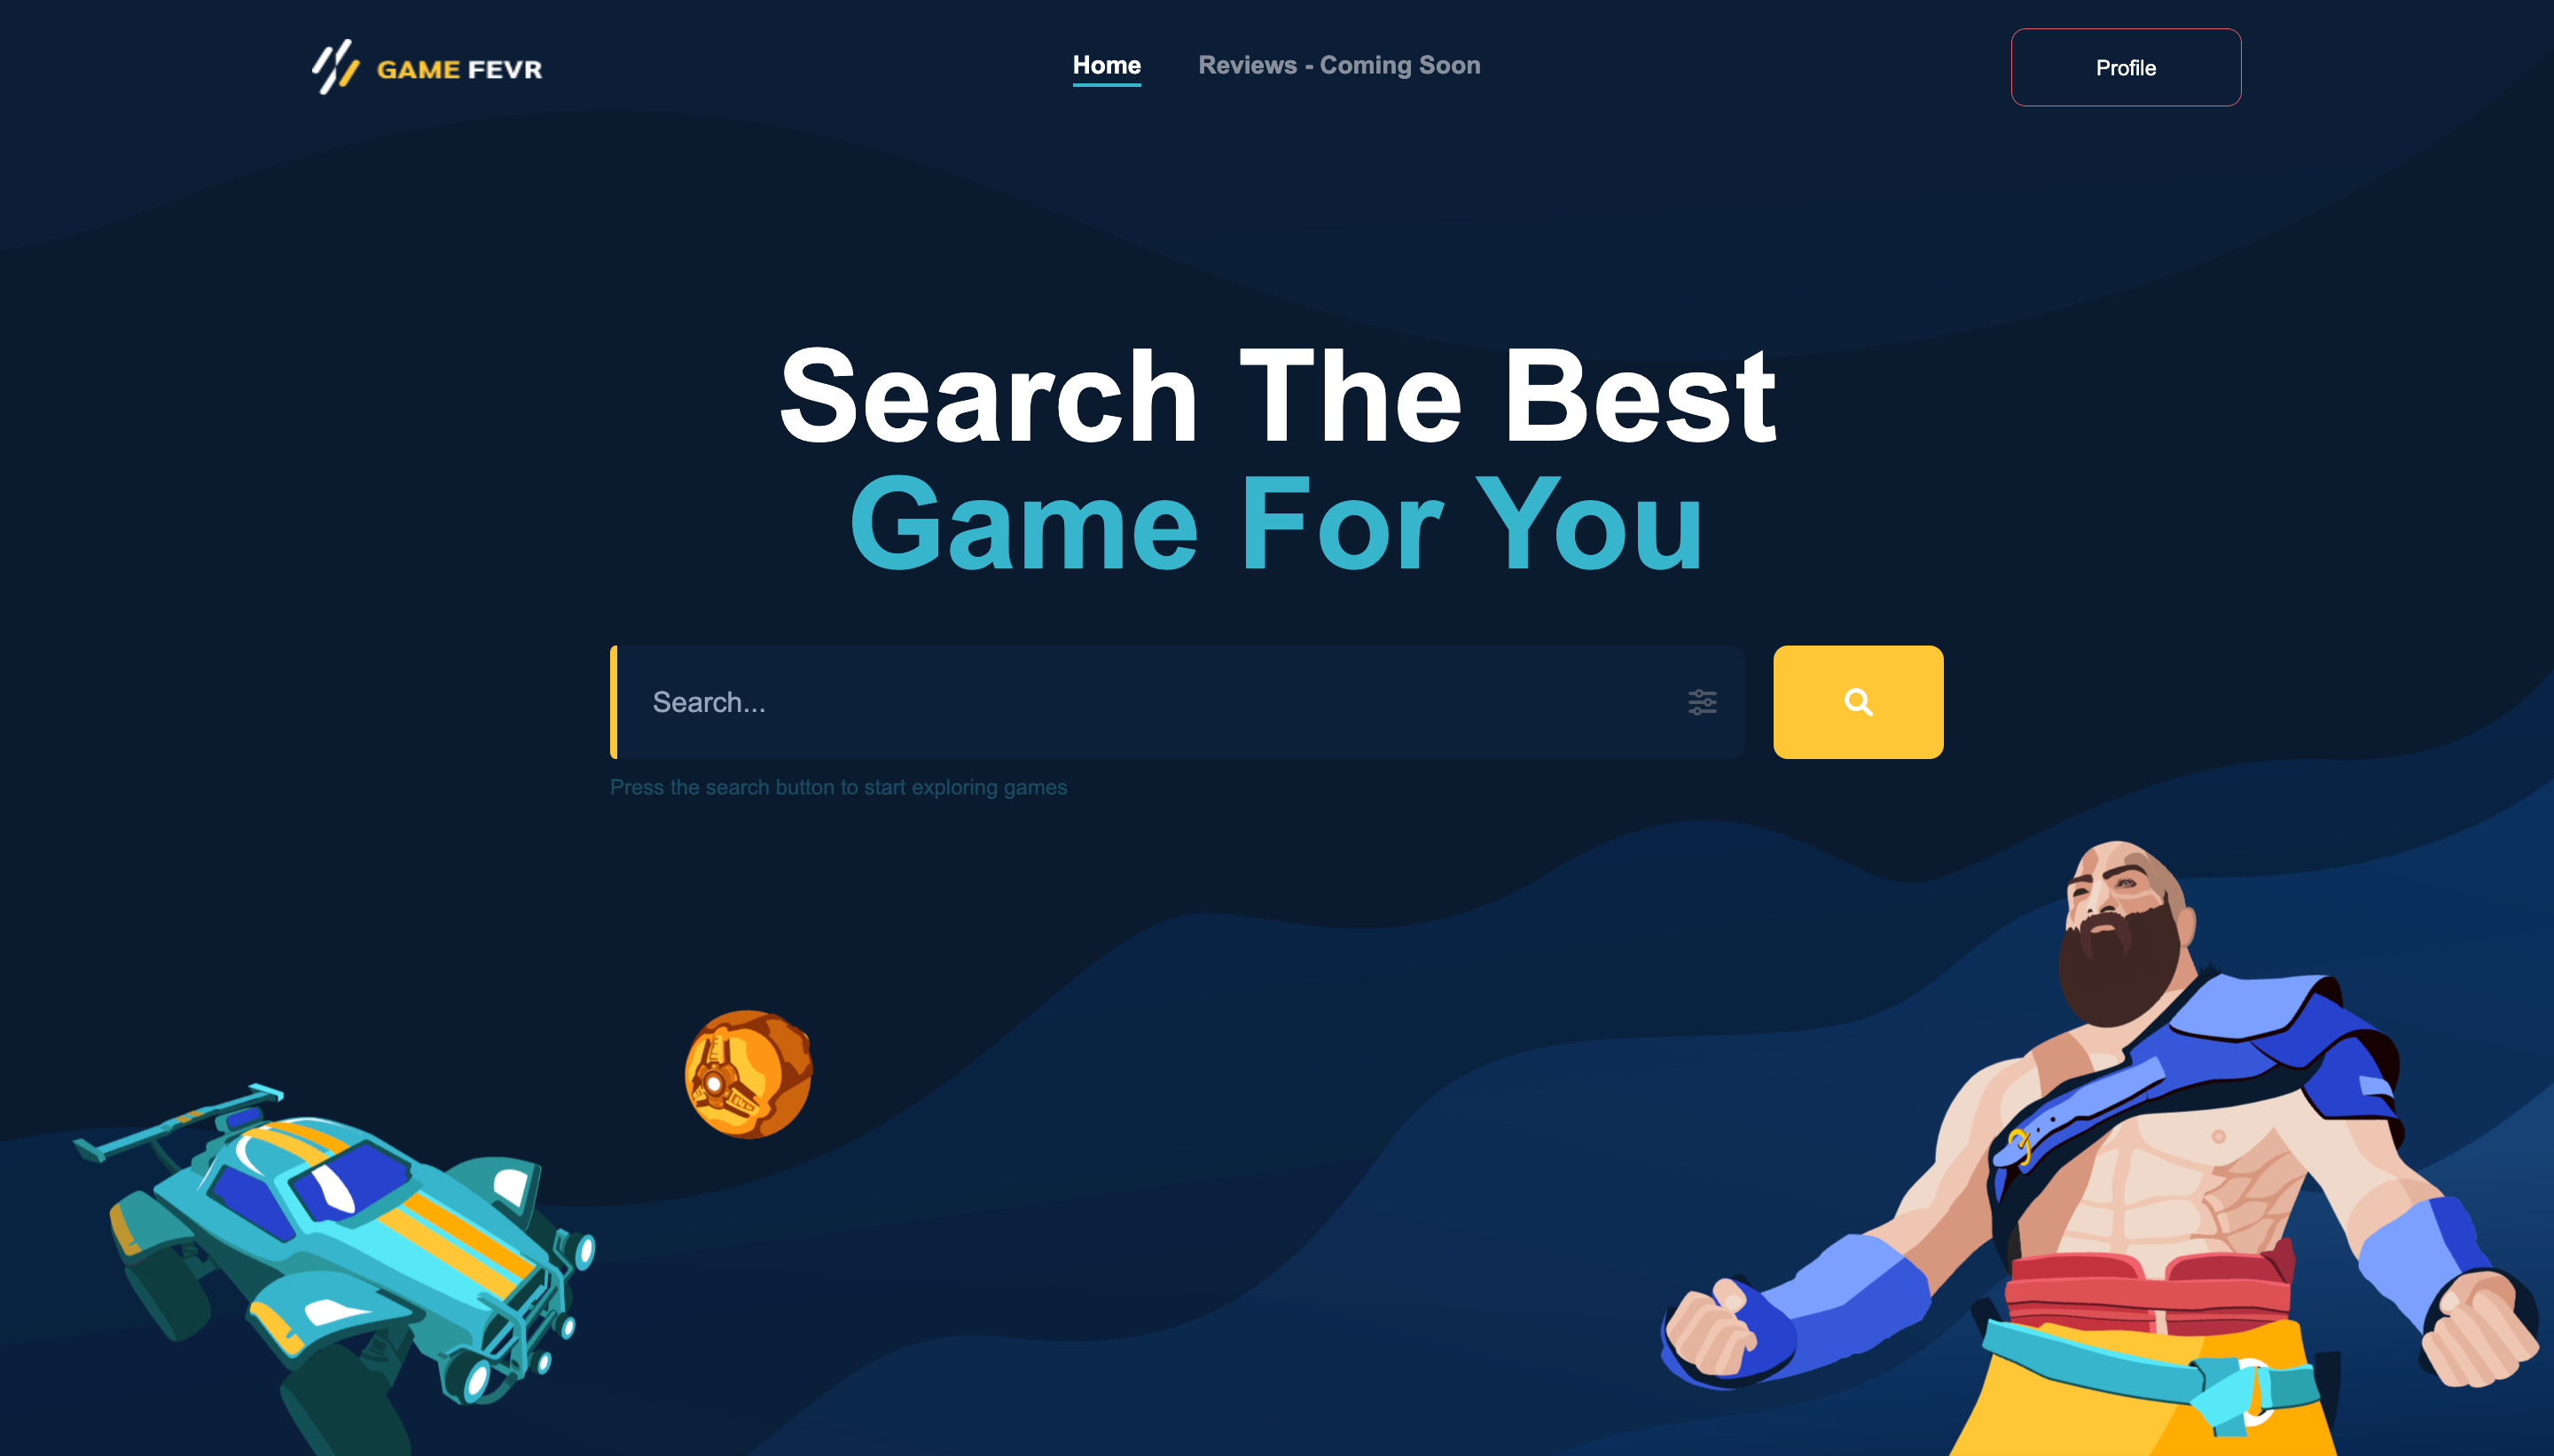 GAME FEVR
Home
Reviews - Coming Soon
Profile
Search The Best
Game For You
Search...
Press the search button to start exploring games